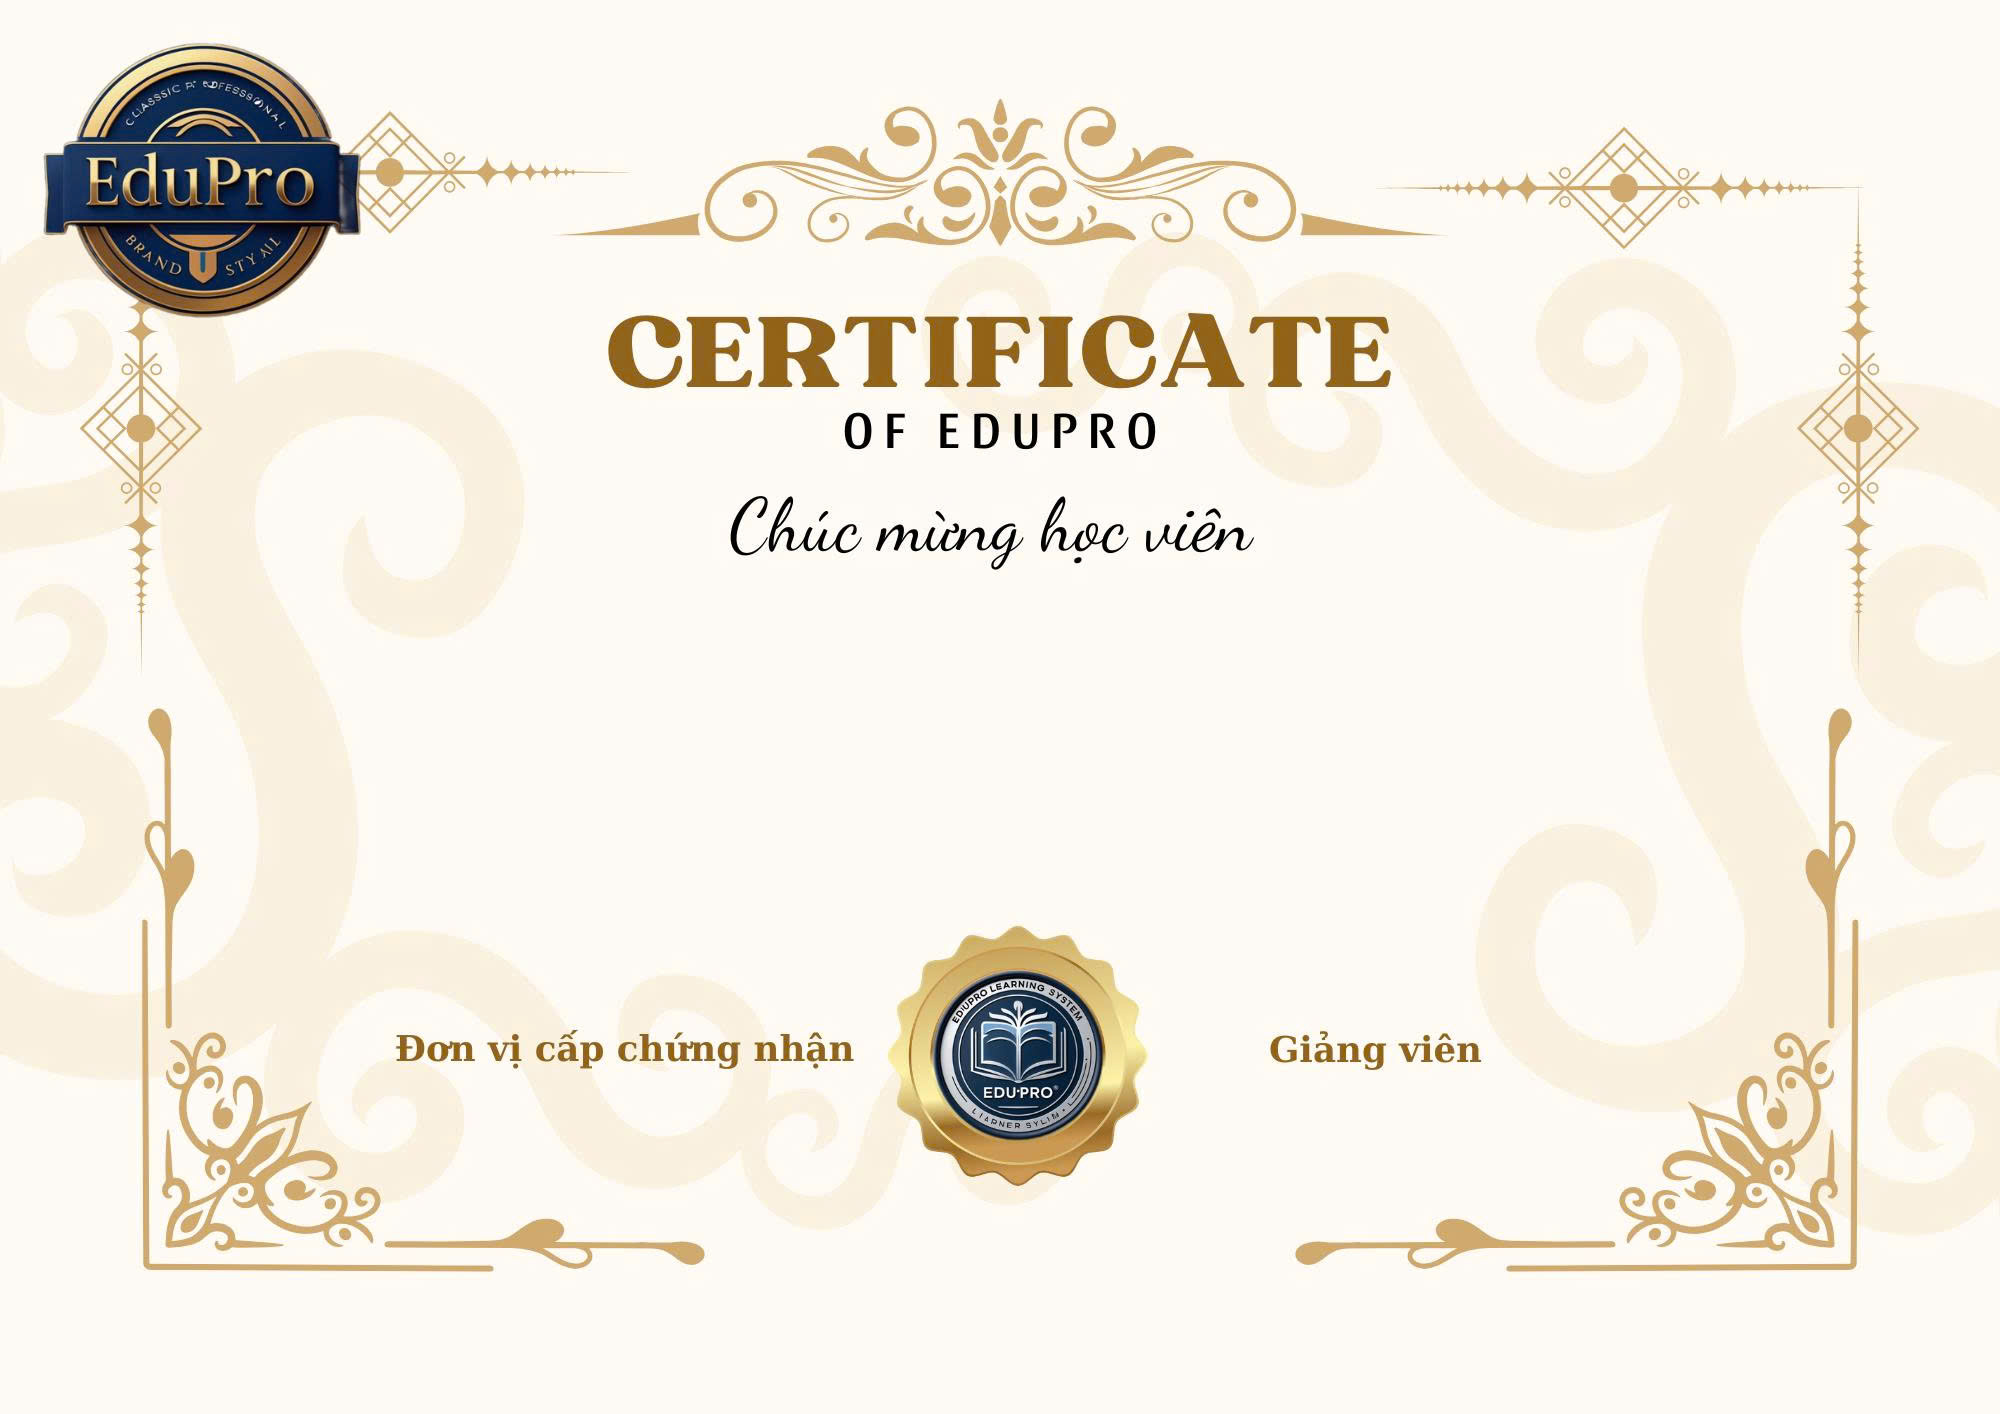 EduPro
BRAND
CERTIFICATE
OF EDUPRO
Chúc mừng học viên
EDUPRO LEARNING SYSTEM
Đơn vị cấp chứng nhận
Giảng viên
EDU·PRO®